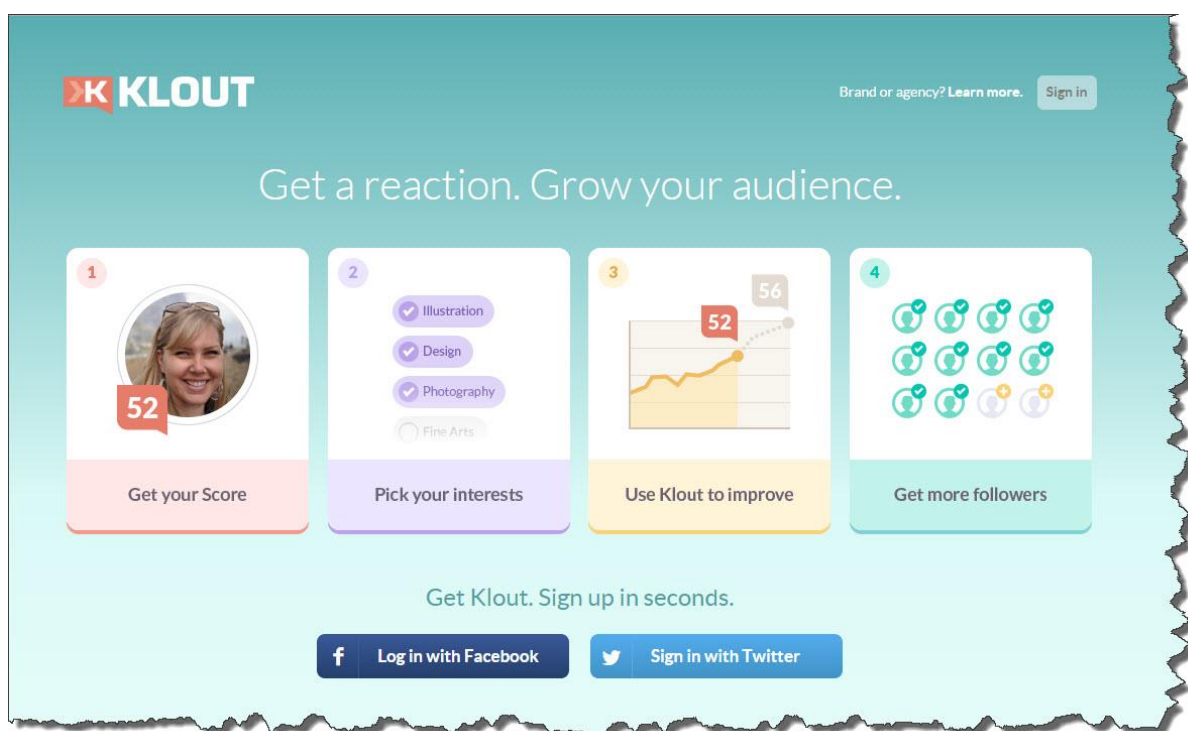 KLOUT
Brand or agency? Learn more.
Sign in
Get a reaction. Grow your audience.
1
52
Get your Score
2
Illustration
Design
Photography
Fine Arts
Pick your interests
3
56
52
Use Klout to improve
4
Get more followers
Get Klout. Sign up in seconds.
Log in with Facebook
Sign in with Twitter